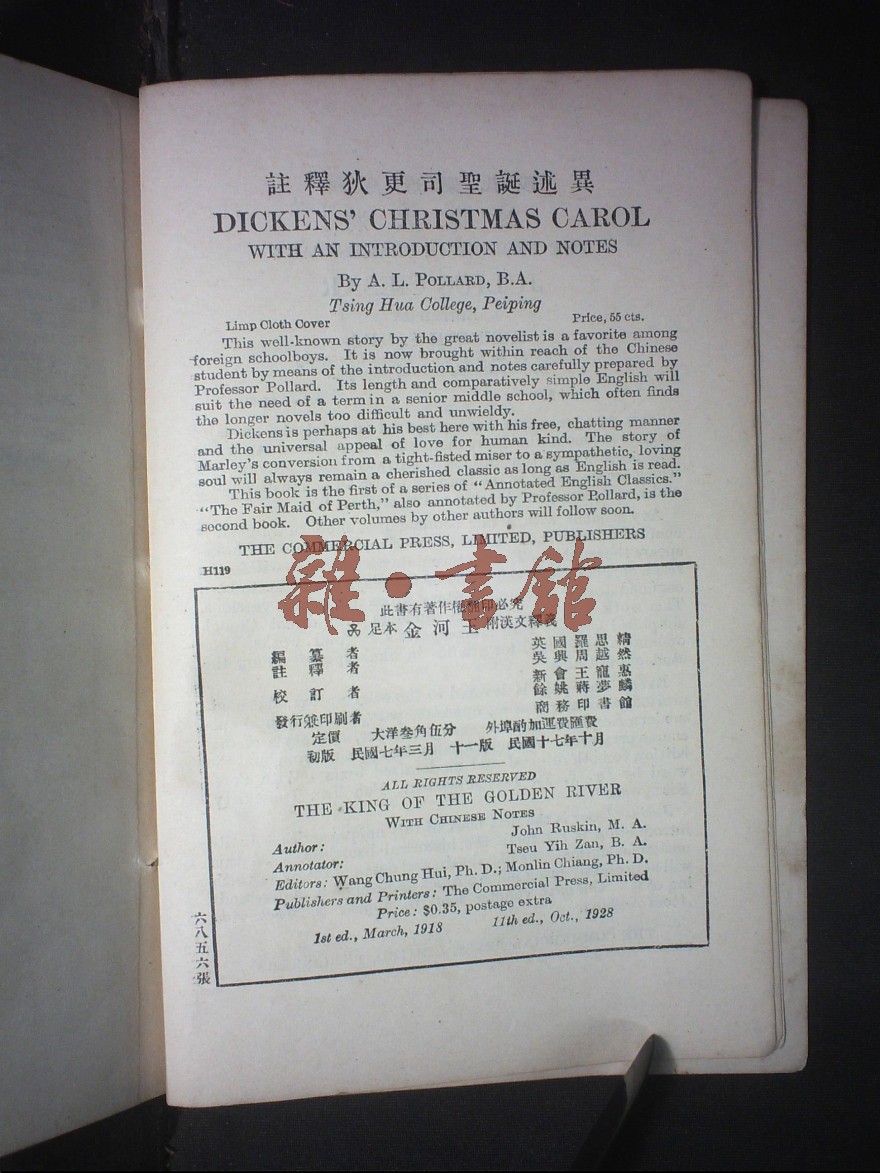 註釋狄更司聖誕述異
DICKENS' CHRISTMAS CAROL
WITH AN INTRODUCTION AND NOTES
By A. L. POLLARD, B.A.
Tsing Hua College, Peiping
Limp Cloth Cover Price, 55 cts.
This well-known story by the great novelist is a favorite among
foreign schoolboys. It is now brought within reach of the Chinese
student by means of the introduction and notes carefully prepared by
Professor Pollard. Its length and comparatively simple English will
suit the need of a term in a senior middle school, which often finds
the longer novels too difficult and unwieldy.
Dickens is perhaps at his best here with his free, chatting manner
and the universal appeal of love for human kind. The story of
Marley's conversion from a tight-fisted miser to a sympathetic, loving
soul will always remain a cherished classic as long as English is read.
This book is the first of a series of "Annotated English Classics."
"The Fair Maid of Perth," also annotated by Professor Pollard, is the
second book. Other volumes by other authors will follow soon.
THE COMMERCIAL PRESS, LIMITED, PUBLISHERS
H119
雜·書館
此書有著作權翻印必究
足本 金河王 附漢文釋義
編纂者 英國羅思精
註釋者 吳興周越然
校訂者 新會王寵惠
餘姚蔣夢麟
發行兼印刷者 商務印書館
定價 大洋叁角伍分 外埠酌加運費匯費
初版 民國七年三月 十一版 民國十七年十月
ALL RIGHTS RESERVED
THE KING OF THE GOLDEN RIVER
WITH CHINESE NOTES
Author: John Ruskin, M. A.
Annotator: Tseu Yih Zan, B. A.
Editors: Wang Chung Hui, Ph. D.; Monlin Chiang, Ph. D.
Publishers and Printers: The Commercial Press, Limited
Price: $0.35, postage extra
1st ed., March, 1918 11th ed., Oct., 1928
六八五六張